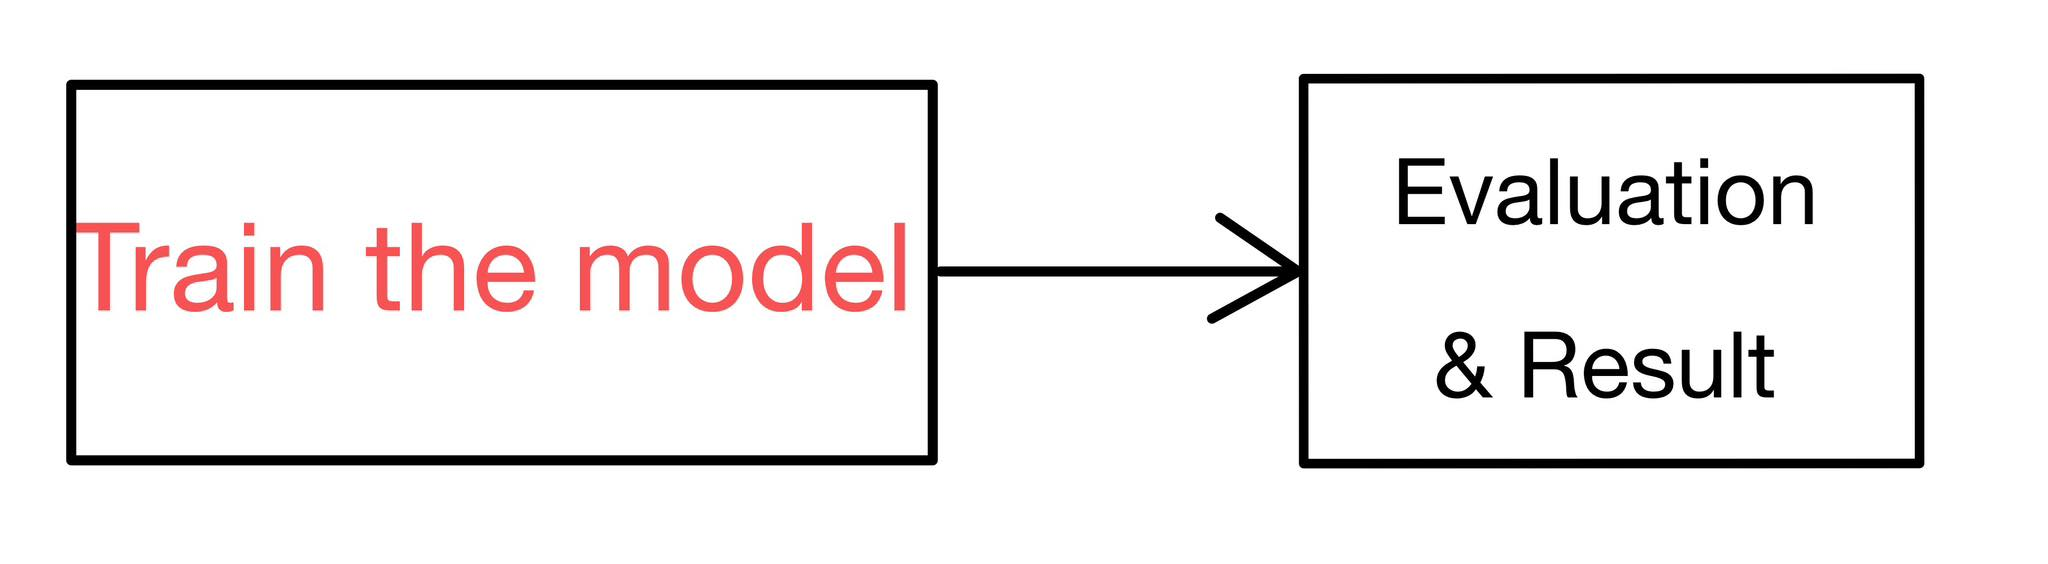 Train the model
Evaluation
& Result